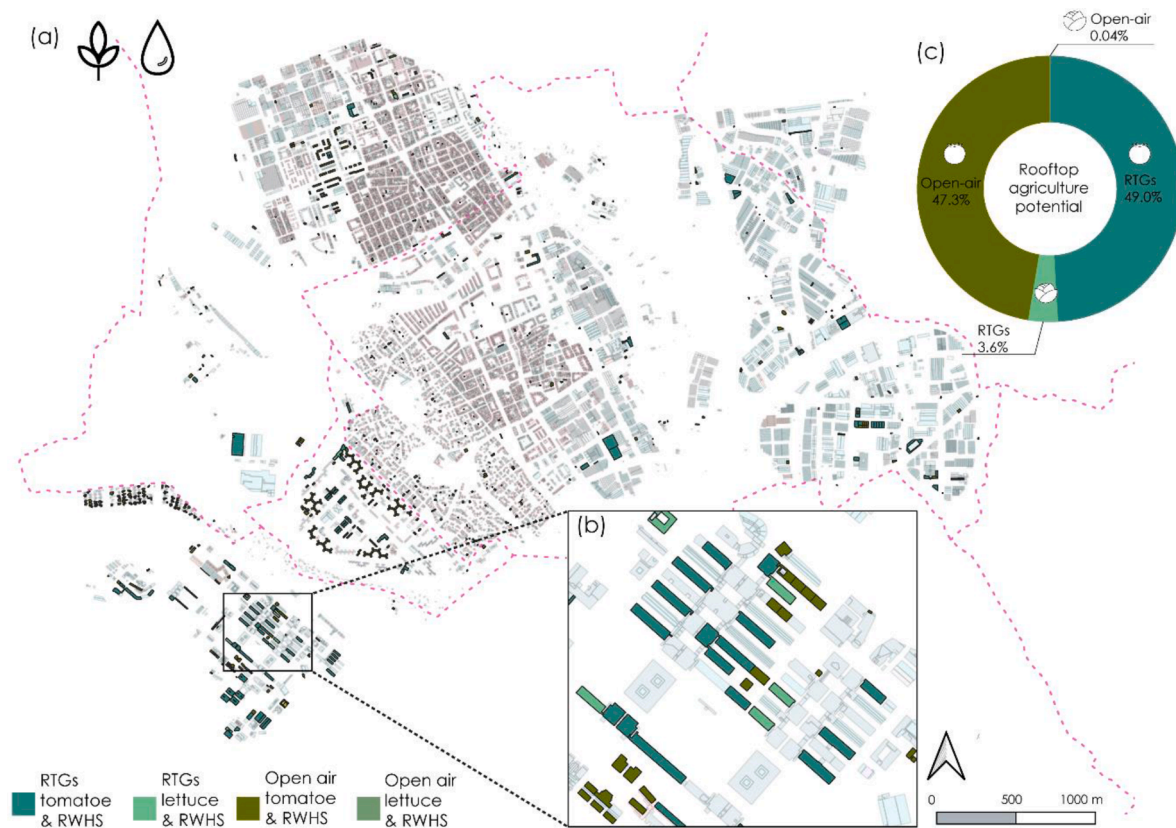 (a)
(c)
Open-air
0.04%
Open-air
47.3%
Rooftop
agriculture
potential
RTGs
49.0%
RTGs
3.6%
(b)
RTGs
tomatoe
& RWHS
RTGs
lettuce
& RWHS
Open air
tomatoe
& RWHS
Open air
lettuce
& RWHS
0 500 1000 m